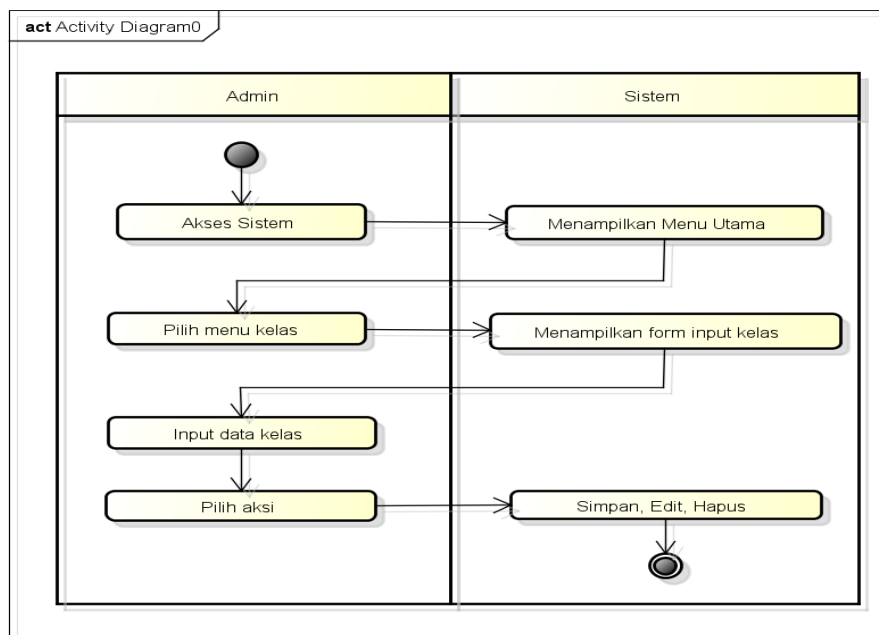 act Activity Diagram0
Admin
Sistem
Akses Sistem
Menampilkan Menu Utama
Pilih menu kelas
Menampilkan form input kelas
Input data kelas
Pilih aksi
Simpan, Edit, Hapus